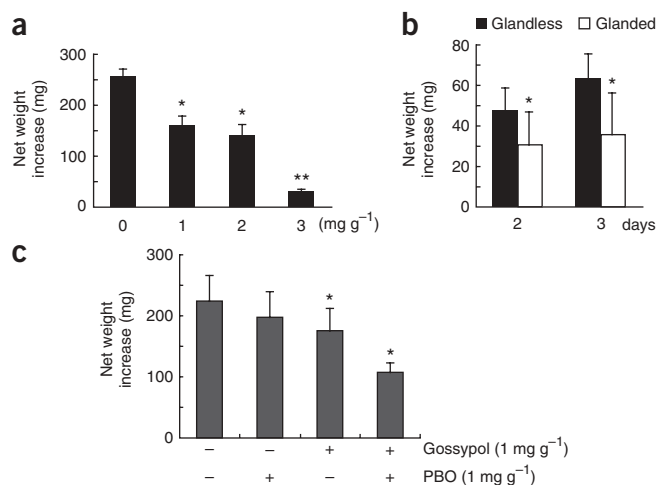 a
300
200
100
0
Net weight
increase (mg)
*
*
**
0 1 2 3 (mg g⁻¹)
b
Glandless Glanded
80
60
40
20
0
Net weight
increase (mg)
*
*
2 3 days
c
300
200
100
0
Net weight
increase (mg)
*
*
– – + + Gossypol (1 mg g⁻¹)
– + – + PBO (1 mg g⁻¹)